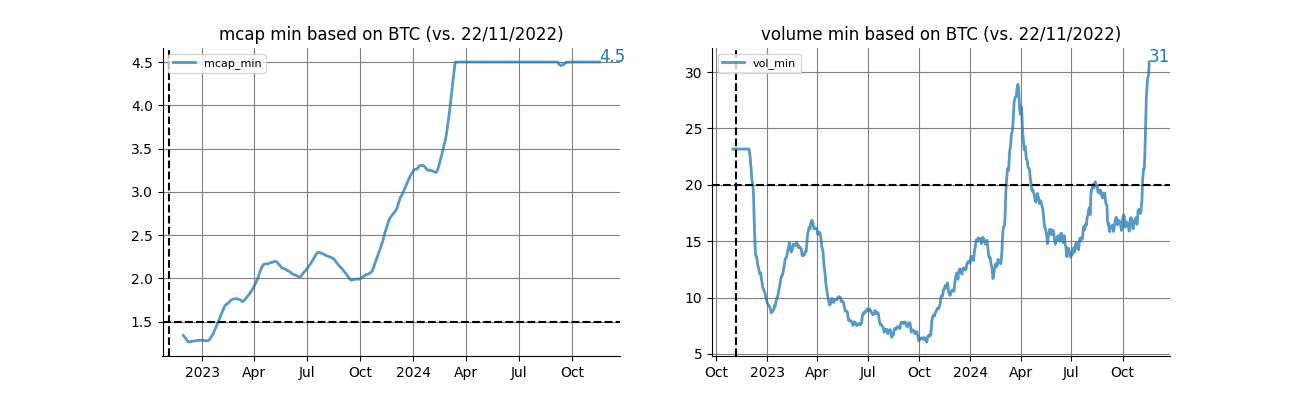 mcap min based on BTC (vs. 22/11/2022)
4.5
mcap_min
4.5
4.0
3.5
3.0
2.5
2.0
1.5
2023 Apr Jul Oct 2024 Apr Jul Oct
volume min based on BTC (vs. 22/11/2022)
31
vol_min
30
25
20
15
10
5
Oct 2023 Apr Jul Oct 2024 Apr Jul Oct